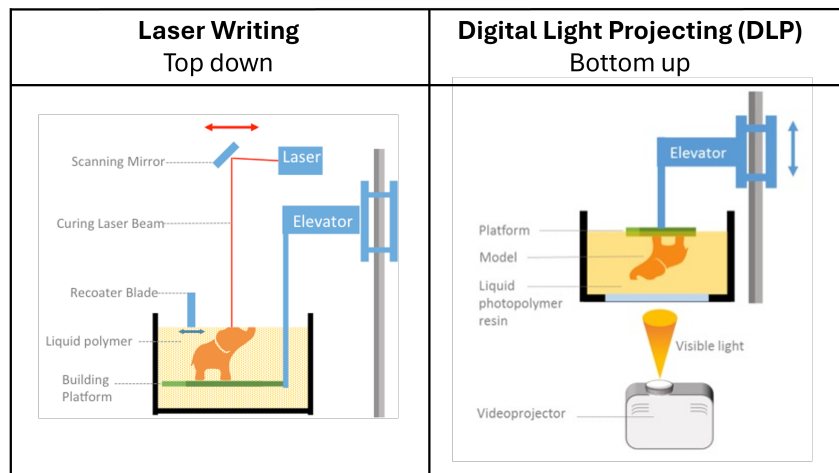 Laser Writing
Top down
Digital Light Projecting (DLP)
Bottom up
Scanning Mirror
Laser
Curing Laser Beam
Elevator
Recoater Blade
Liquid polymer
Building
Platform
Elevator
Platform
Model
Liquid
photopolymer
resin
Visible light
Videoprojector